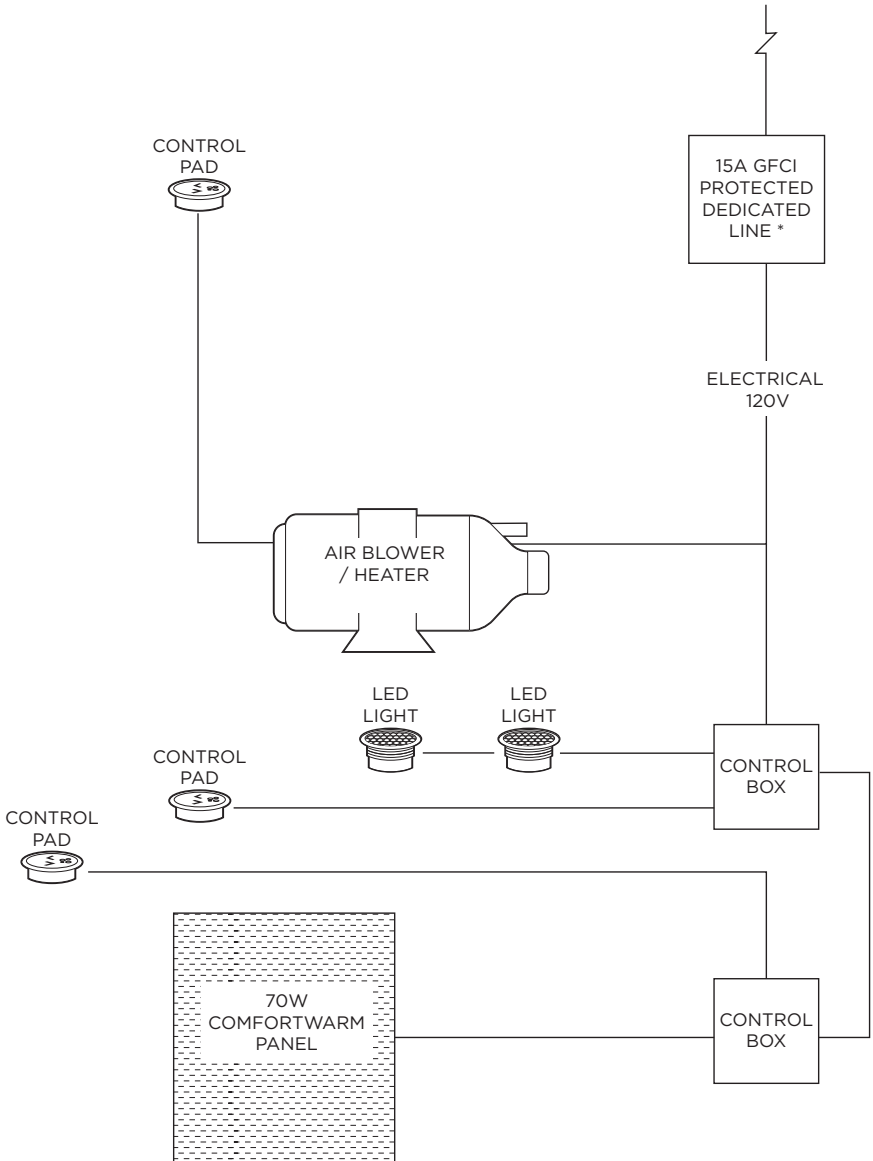 CONTROL
PAD
15A GFCI
PROTECTED
DEDICATED
LINE *
ELECTRICAL
120V
AIR BLOWER
/ HEATER
LED
LIGHT
LED
LIGHT
CONTROL
PAD
CONTROL
BOX
CONTROL
PAD
70W
COMFORTWARM
PANEL
CONTROL
BOX